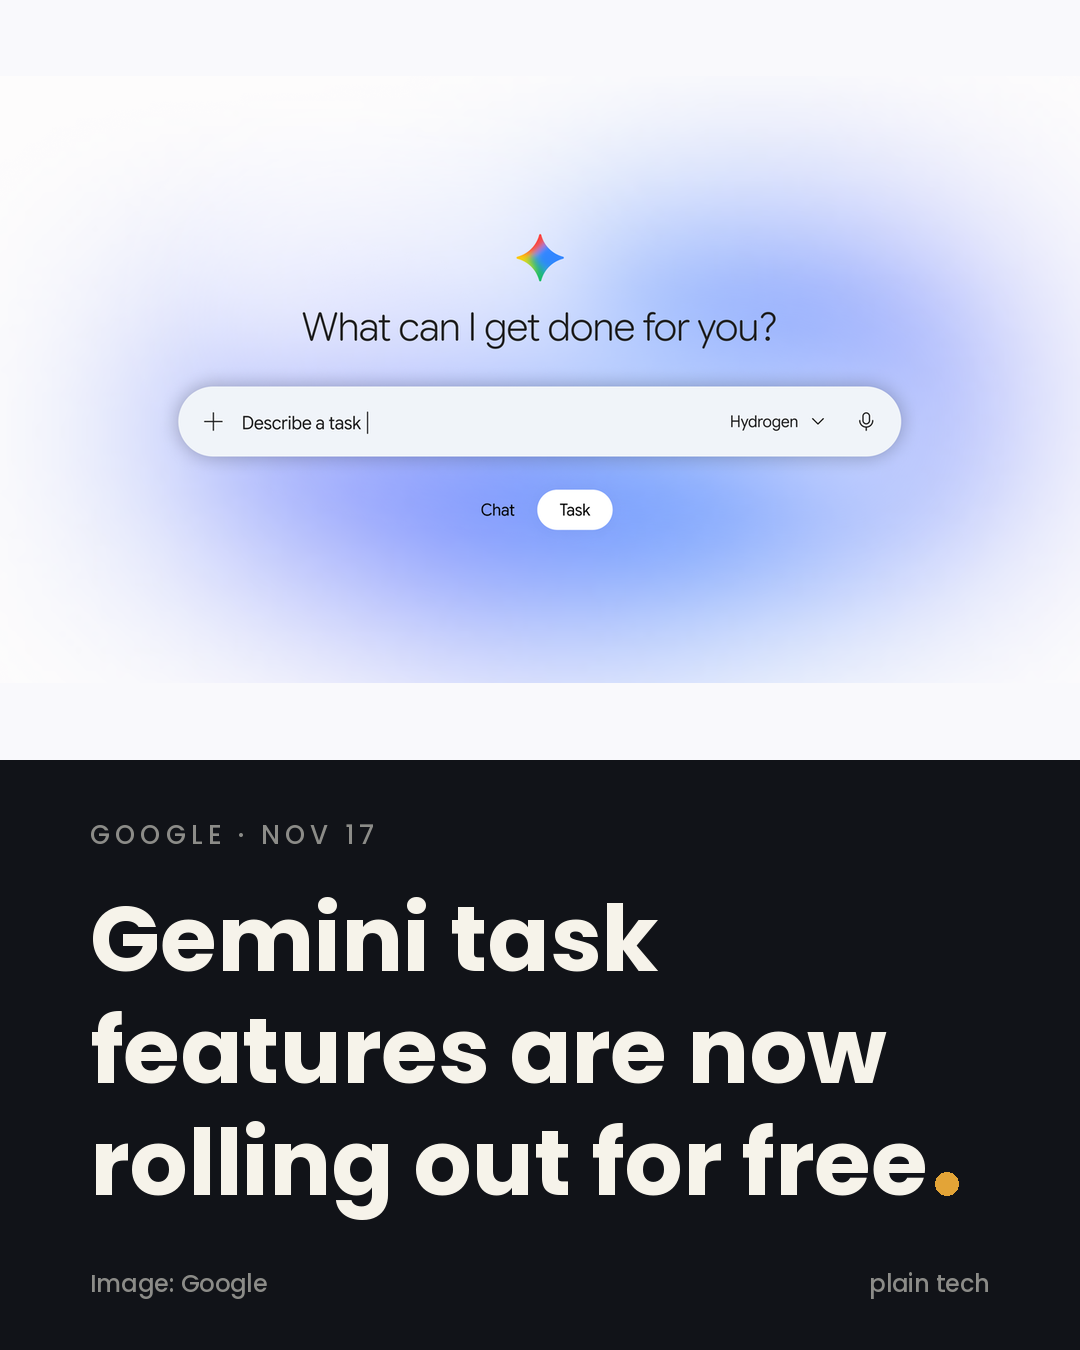 What can I get done for you?
Describe a task
Hydrogen
Chat
Task
GOOGLE · NOV 17
Gemini task
features are now
rolling out for free.
Image: Google
plain tech